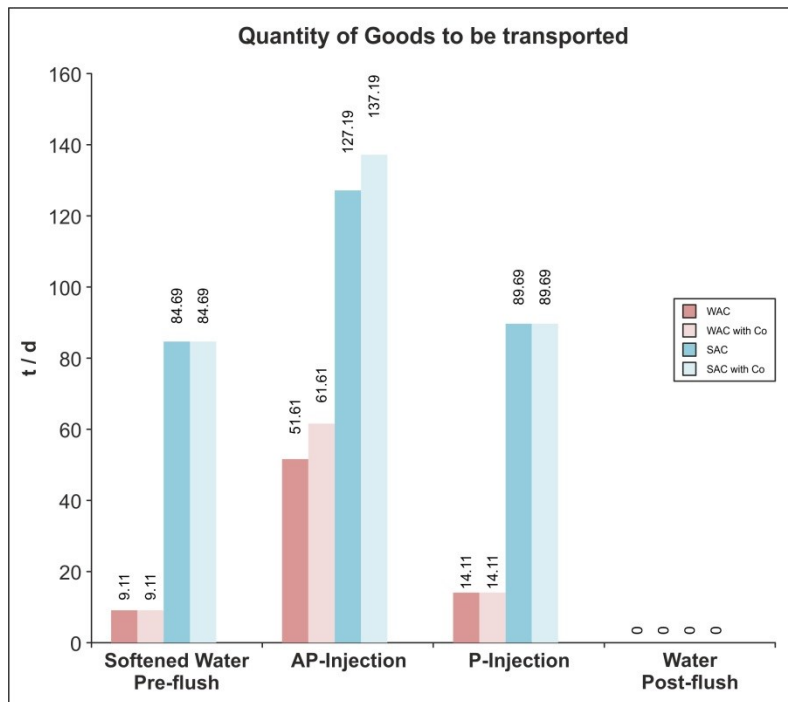 Quantity of Goods to be transported
t / d
160
140
120
100
80
60
40
20
0
9.11
9.11
84.69
84.69
51.61
61.61
127.19
137.19
14.11
14.11
89.69
89.69
0
0
0
0
WAC
WAC with Co
SAC
SAC with Co
Softened Water
Pre-flush
AP-Injection
P-Injection
Water
Post-flush